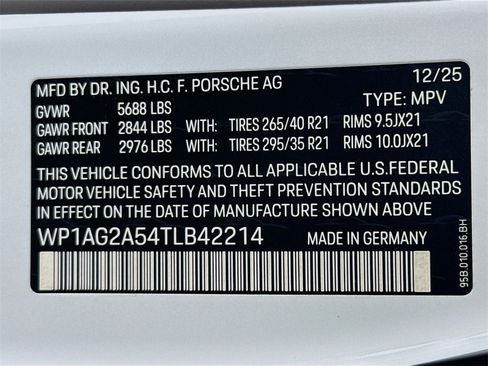 MFD BY DR. ING. H.C. F. PORSCHE AG 12/25
GVWR 5688 LBS TYPE: MPV
GAWR FRONT 2844 LBS WITH: TIRES 265/40 R21 RIMS 9.5JX21
GAWR REAR 2976 LBS WITH: TIRES 295/35 R21 RIMS 10.0JX21
THIS VEHICLE CONFORMS TO ALL APPLICABLE U.S.FEDERAL
MOTOR VEHICLE SAFETY AND THEFT PREVENTION STANDARDS
IN EFFECT ON THE DATE OF MANUFACTURE SHOWN ABOVE
WP1AG2A54TLB42214 MADE IN GERMANY
95B.010.016.BH